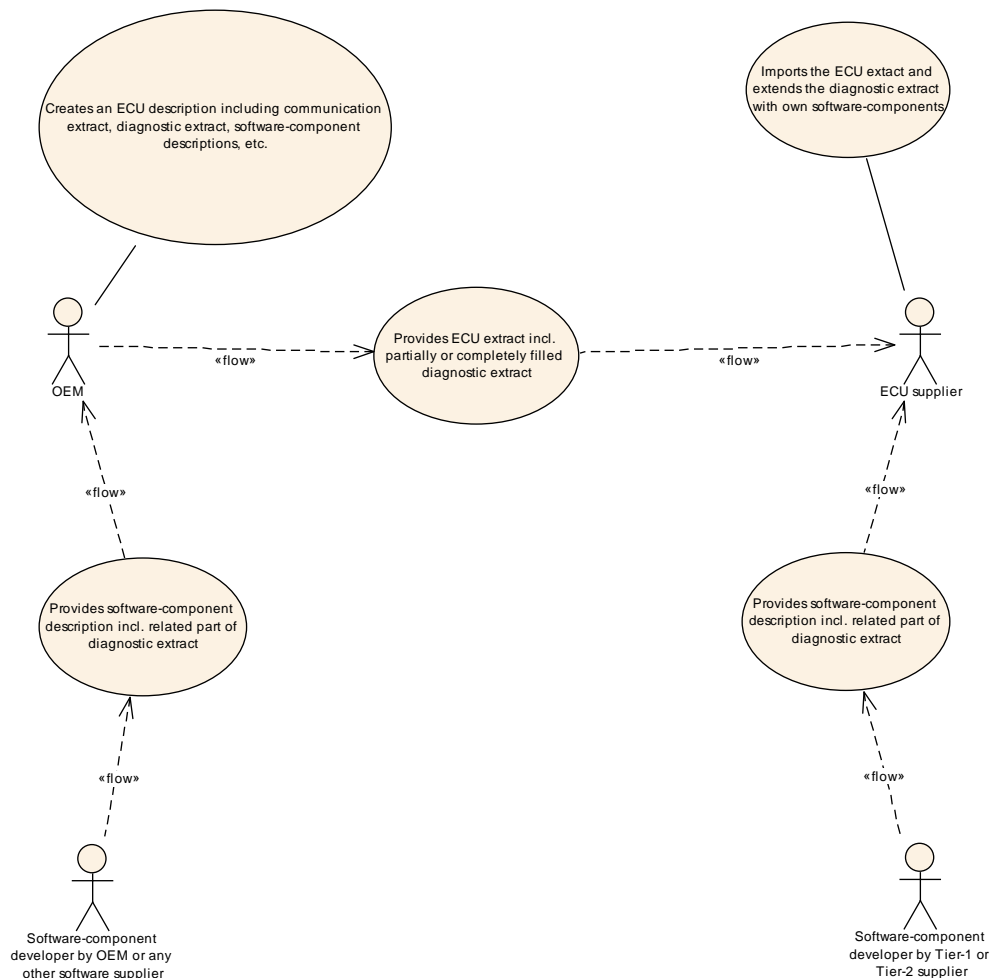 Creates an ECU description including communication
extract, diagnostic extract, software-component
descriptions, etc.
Imports the ECU extact and
extends the diagnostic extract
with own software-components
Provides ECU extract incl.
partially or completely filled
diagnostic extract
«flow»
«flow»
OEM
ECU supplier
«flow»
«flow»
Provides software-component
description incl. related part of
diagnostic extract
Provides software-component
description incl. related part of
diagnostic extract
«flow»
«flow»
Software-component
developer by OEM or any
other software supplier
Software-component
developer by Tier-1 or
Tier-2 supplier